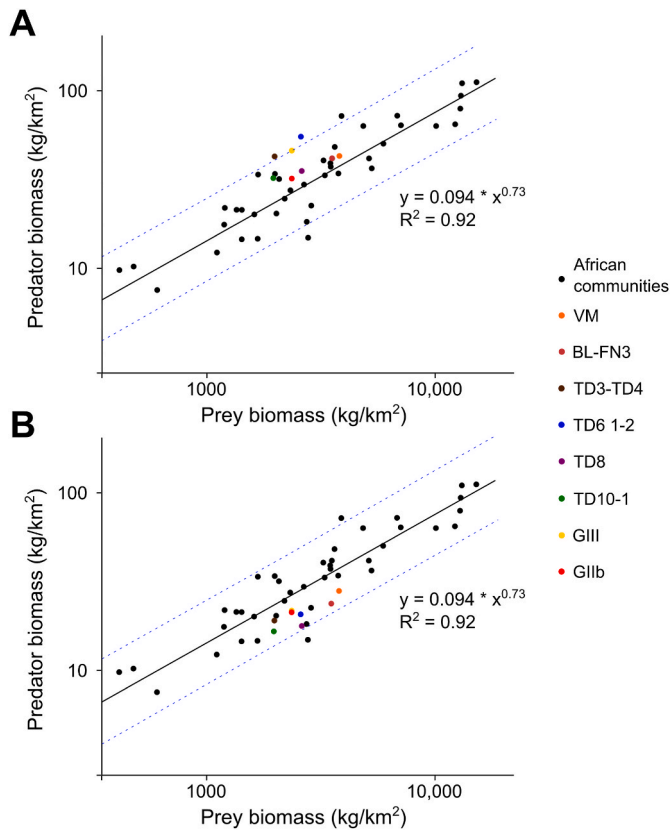 A
100
10
Predator biomass (kg/km²)
y = 0.094 * x^0.73
R² = 0.92
1000
10,000
Prey biomass (kg/km²)
African
communities
VM
BL-FN3
TD3-TD4
TD6 1-2
TD8
TD10-1
GIII
GIIb
B
100
10
Predator biomass (kg/km²)
y = 0.094 * x^0.73
R² = 0.92
1000
10,000
Prey biomass (kg/km²)